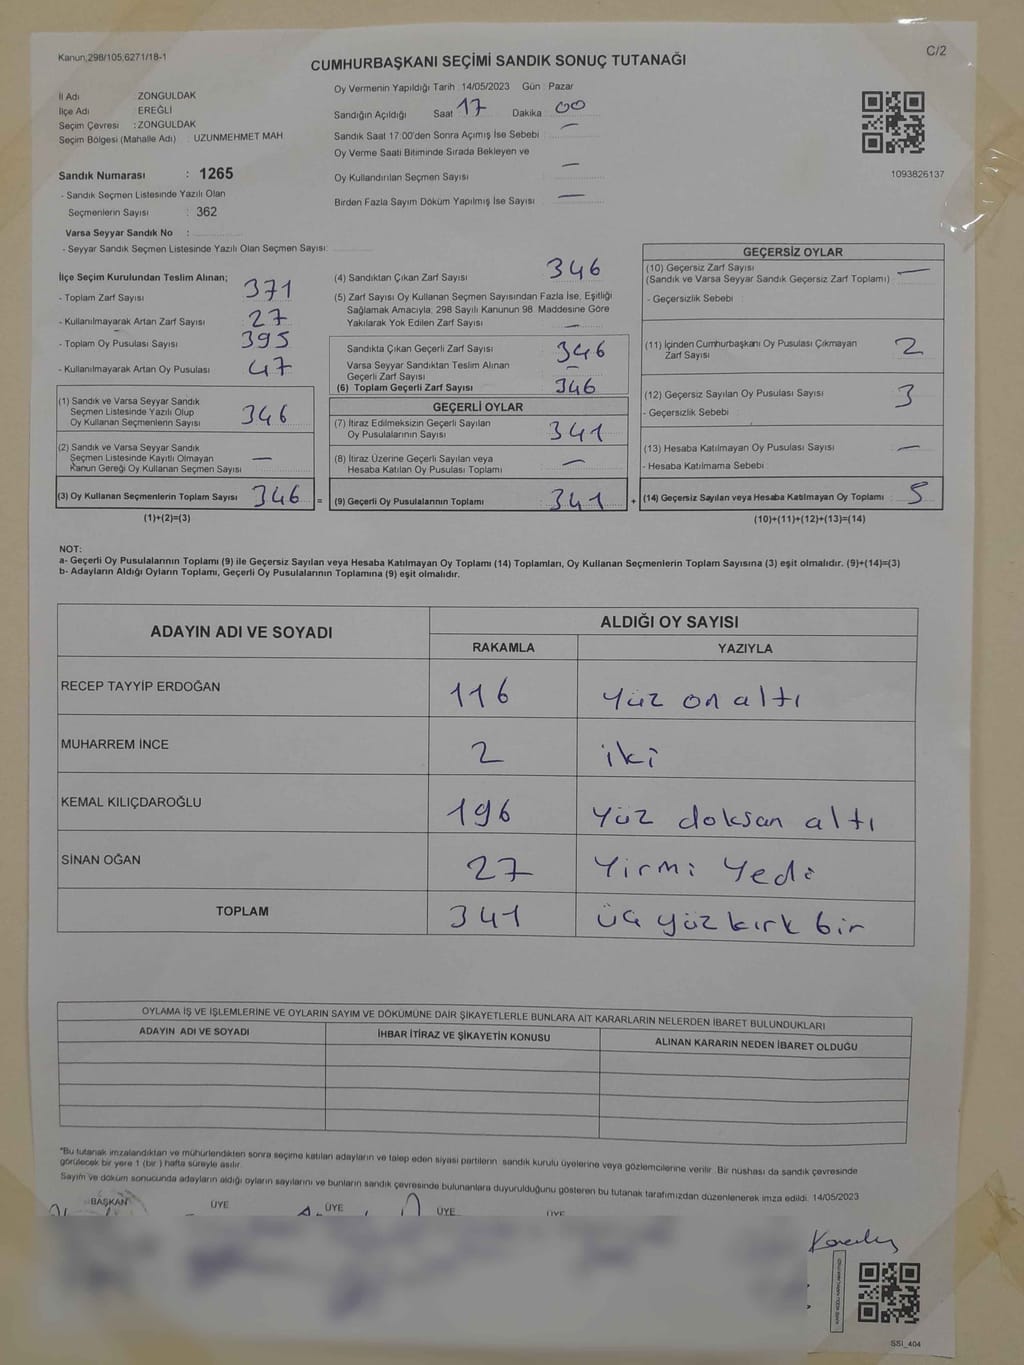 Kanun,298/105,6271/18-1
C/2
CUMHURBAŞKANI SEÇİMİ SANDIK SONUÇ TUTANAĞI
İl Adı ZONGULDAK
İlçe Adı : EREĞLİ
Seçim Çevresi : ZONGULDAK
Seçim Bölgesi (Mahalle Adı) : UZUNMEHMET MAH
Oy Vermenin Yapıldığı Tarih : 14/05/2023 Gün : Pazar
Sandığın Açıldığı Saat 17 Dakika 00
Sandık Saat 17:00'den Sonra Açımış İse Sebebi : —
Oy Verme Saati Bitiminde Sırada Bekleyen ve
Oy Kullandırılan Seçmen Sayısı —
Birden Fazla Sayım Döküm Yapılmış İse Sayısı —
1093826137
Sandık Numarası : 1265
- Sandık Seçmen Listesinde Yazılı Olan
Seçmenlerin Sayısı : 362
Varsa Seyyar Sandık No :
- Seyyar Sandık Seçmen Listesinde Yazılı Olan Seçmen Sayısı:
İlçe Seçim Kurulundan Teslim Alınan;
- Toplam Zarf Sayısı 371
- Kullanılmayarak Artan Zarf Sayısı 27
- Toplam Oy Pusulası Sayısı 395
- Kullanılmayarak Artan Oy Pusulası 47
(1) Sandık ve Varsa Seyyar Sandık
Seçmen Listesinde Yazılı Olup
Oy Kullanan Seçmenlerin Sayısı 346
(2) Sandık ve Varsa Seyyar Sandık
Seçmen Listesinde Kayıtlı Olmayan
Kanun Gereği Oy Kullanan Seçmen Sayısı —
(3) Oy Kullanan Seçmenlerin Toplam Sayısı 346 =
(1)+(2)=(3)
(4) Sandıktan Çıkan Zarf Sayısı 346
(5) Zarf Sayısı Oy Kullanan Seçmen Sayısından Fazla İse, Eşitliği
Sağlamak Amacıyla; 298 Sayılı Kanunun 98. Maddesine Göre
Yakılarak Yok Edilen Zarf Sayısı —
Sandıkta Çıkan Geçerli Zarf Sayısı 346
Varsa Seyyar Sandıktan Teslim Alınan
Geçerli Zarf Sayısı —
(6) Toplam Geçerli Zarf Sayısı 346
GEÇERLİ OYLAR
(7) İtiraz Edilmeksizin Geçerli Sayılan
Oy Pusulalarının Sayısı 341
(8) İtiraz Üzerine Geçerli Sayılan veya
Hesaba Katılan Oy Pusulası Toplamı —
(9) Geçerli Oy Pusulalarının Toplamı 341 +
GEÇERSİZ OYLAR
(10) Geçersiz Zarf Sayısı —
(Sandık ve Varsa Seyyar Sandık Geçersiz Zarf Toplamı)
- Geçersizlik Sebebi :
(11) İçinden Cumhurbaşkanı Oy Pusulası Çıkmayan
Zarf Sayısı 2
(12) Geçersiz Sayılan Oy Pusulası Sayısı 3
- Geçersizlik Sebebi :
(13) Hesaba Katılmayan Oy Pusulası Sayısı —
- Hesaba Katılmama Sebebi :
(14) Geçersiz Sayılan veya Hesaba Katılmayan Oy Toplamı 5
(10)+(11)+(12)+(13)=(14)
NOT:
a- Geçerli Oy Pusulalarının Toplamı (9) ile Geçersiz Sayılan veya Hesaba Katılmayan Oy Toplamı (14) Toplamları, Oy Kullanan Seçmenlerin Toplam Sayısına (3) eşit olmalıdır. (9)+(14)=(3)
b- Adayların Aldığı Oyların Toplamı, Geçerli Oy Pusulalarının Toplamına (9) eşit olmalıdır.
ADAYIN ADI VE SOYADI ALDIĞI OY SAYISI
RAKAMLA YAZIYLA
RECEP TAYYİP ERDOĞAN 116 Yüz on altı
MUHARREM İNCE 2 iki
KEMAL KILIÇDAROĞLU 196 Yüz doksan altı
SİNAN OĞAN 27 Yirmi Yedi
TOPLAM 341 üç yüz kırk bir
OYLAMA İŞ VE İŞLEMLERİNE VE OYLARIN SAYIM VE DÖKÜMÜNE DAİR ŞİKAYETLERLE BUNLARA AİT KARARLARIN NELERDEN İBARET BULUNDUKLARI
ADAYIN ADI VE SOYADI İHBAR İTİRAZ VE ŞİKAYETİN KONUSU ALINAN KARARIN NEDEN İBARET OLDUĞU
*Bu tutanak imzalandıktan ve mühürlendikten sonra seçime katılan adayların ve talep eden siyasi partilerin sandık kurulu üyelerine veya gözlemcilerine verilir. Bir nüshası da sandık çevresinde
görülecek bir yere 1 (bir ) hafta süreyle asılır.
Sayım ve döküm sonucunda adayların aldığı oyların sayılarını ve bunların sandık çevresinde bulunanlara duyurulduğunu gösteren bu tutanak tarafımızdan düzenlenerek imza edildi. 14/05/2023
BAŞKAN ÜYE ÜYE ÜYE ÜYE
SSI_404